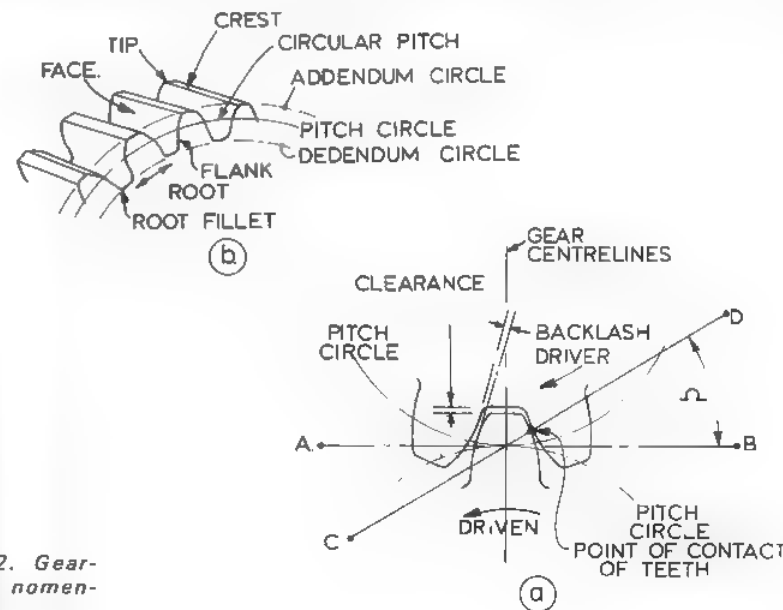 CREST
TIP
CIRCULAR PITCH
FACE.
ADDENDUM CIRCLE
PITCH CIRCLE
DEDENDUM CIRCLE
FLANK
ROOT
ROOT FILLET
b
GEAR
CENTRELINES
CLEARANCE
PITCH
CIRCLE
BACKLASH
DRIVER
D
Ω
A
B
C
DRIVEN
PITCH
CIRCLE
POINT OF CONTACT
OF TEETH
a
2. Gear-
nomen-